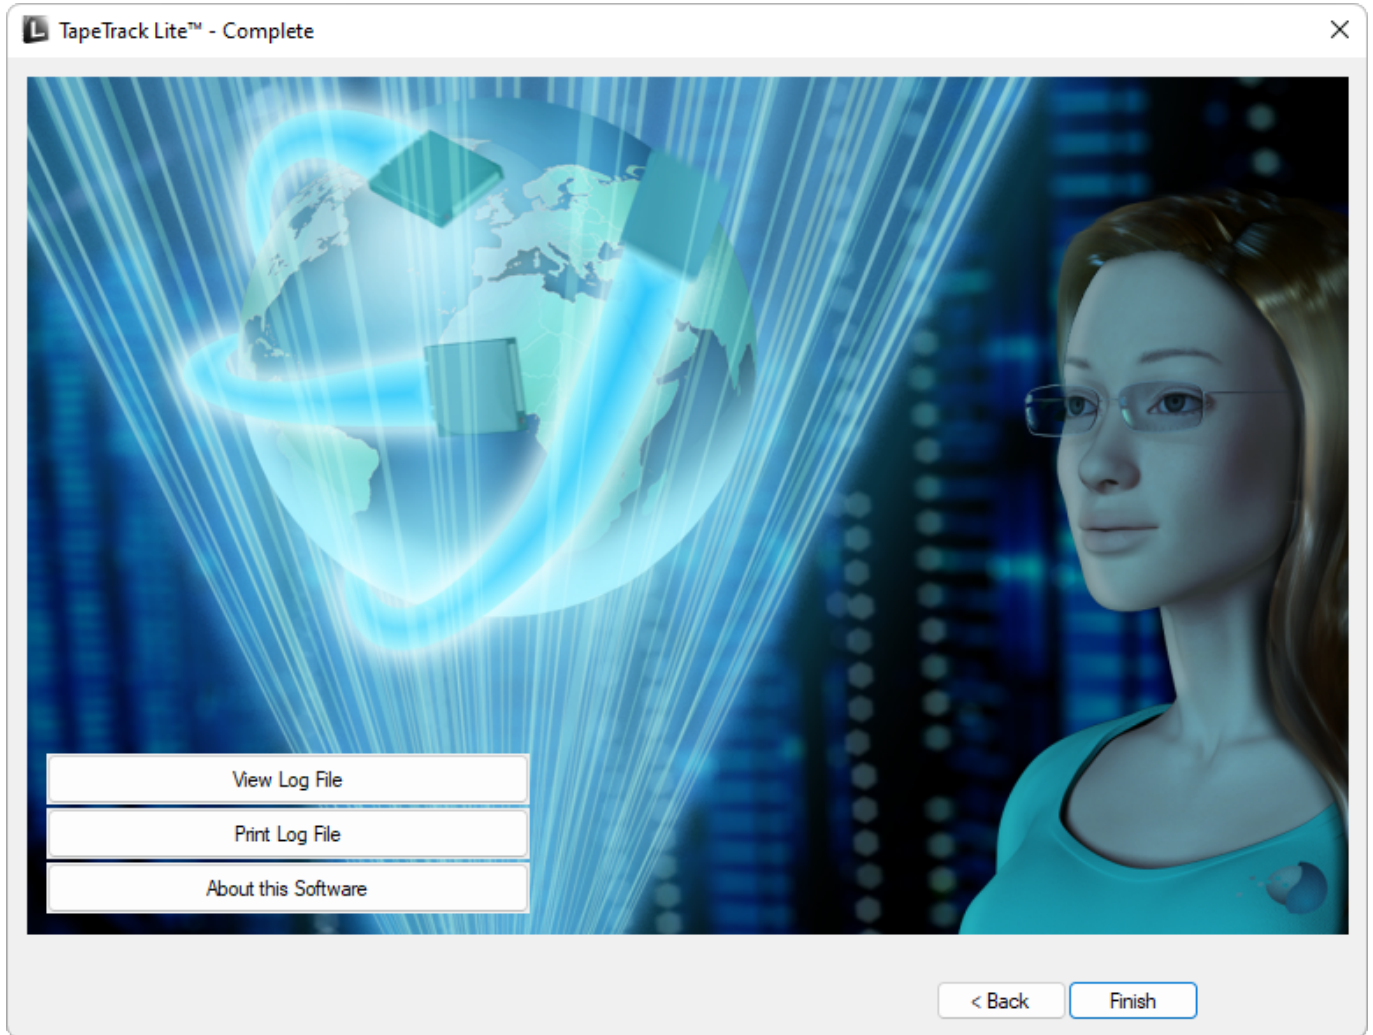 TapeTrack Lite™ - Complete
View Log File
Print Log File
About this Software
< Back
Finish